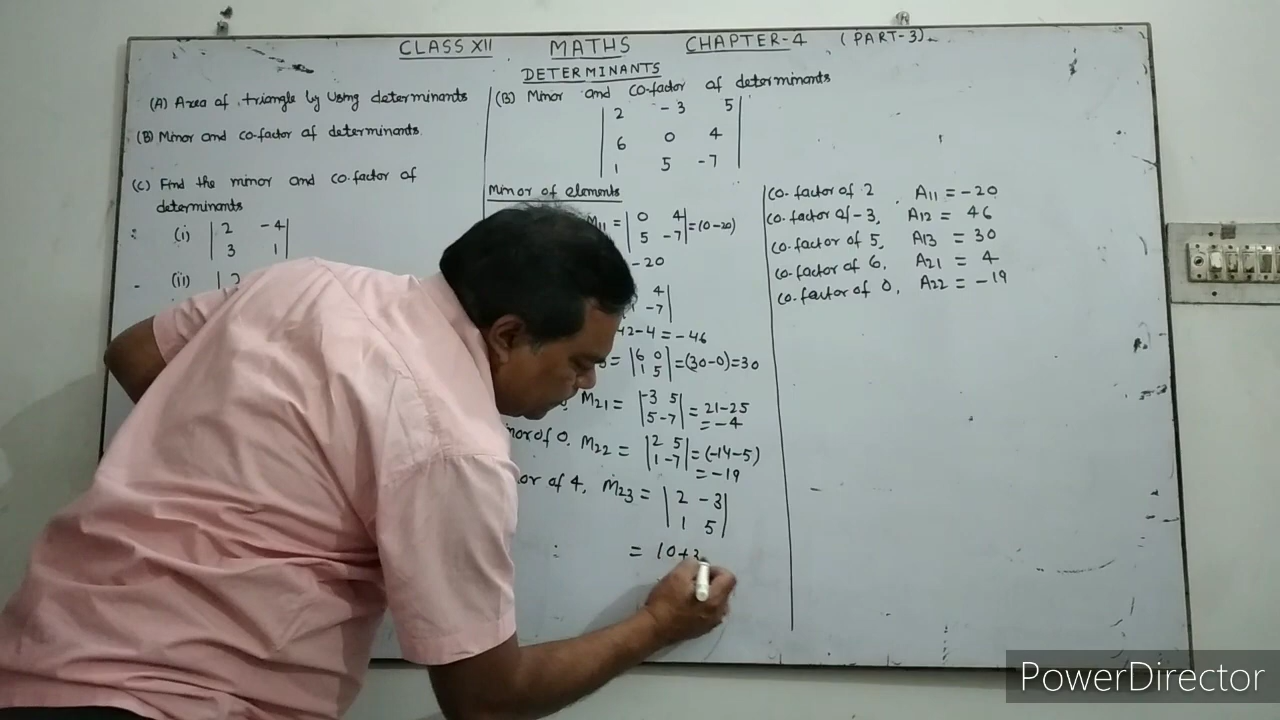 CLASS XII MATHS CHAPTER-4 (PART-3).
DETERMINANTS
(A) Area of triangle by Using determinants
(B) Minor and co-factor of determinants.
(C) Find the minor and co-factor of
determinants
(i) | 2 -4 |
3 1
(ii) | 2
(B) Minor and co-factor of determinants
| 2 -3 5 |
6 0 4
1 5 -7
Minor of elements
M11 = | 0 4 | = (0-20)
5 -7
-20
4 |
-7
42-4 = -46
= | 6 0 | = (30-0) = 30
1 5
M21 = | -3 5 | = 21-25
5 -7 = -4
nor of 0, M22 = | 2 5 | = (-14-5)
1 -7 = -19
or of 4, M23 = | 2 -3 |
1 5
= 10+3
co-factor of 2, A11 = -20
co-factor of -3, A12 = 46
co-factor of 5, A13 = 30
co-factor of 6, A21 = 4
co-factor of 0, A22 = -19
PowerDirector